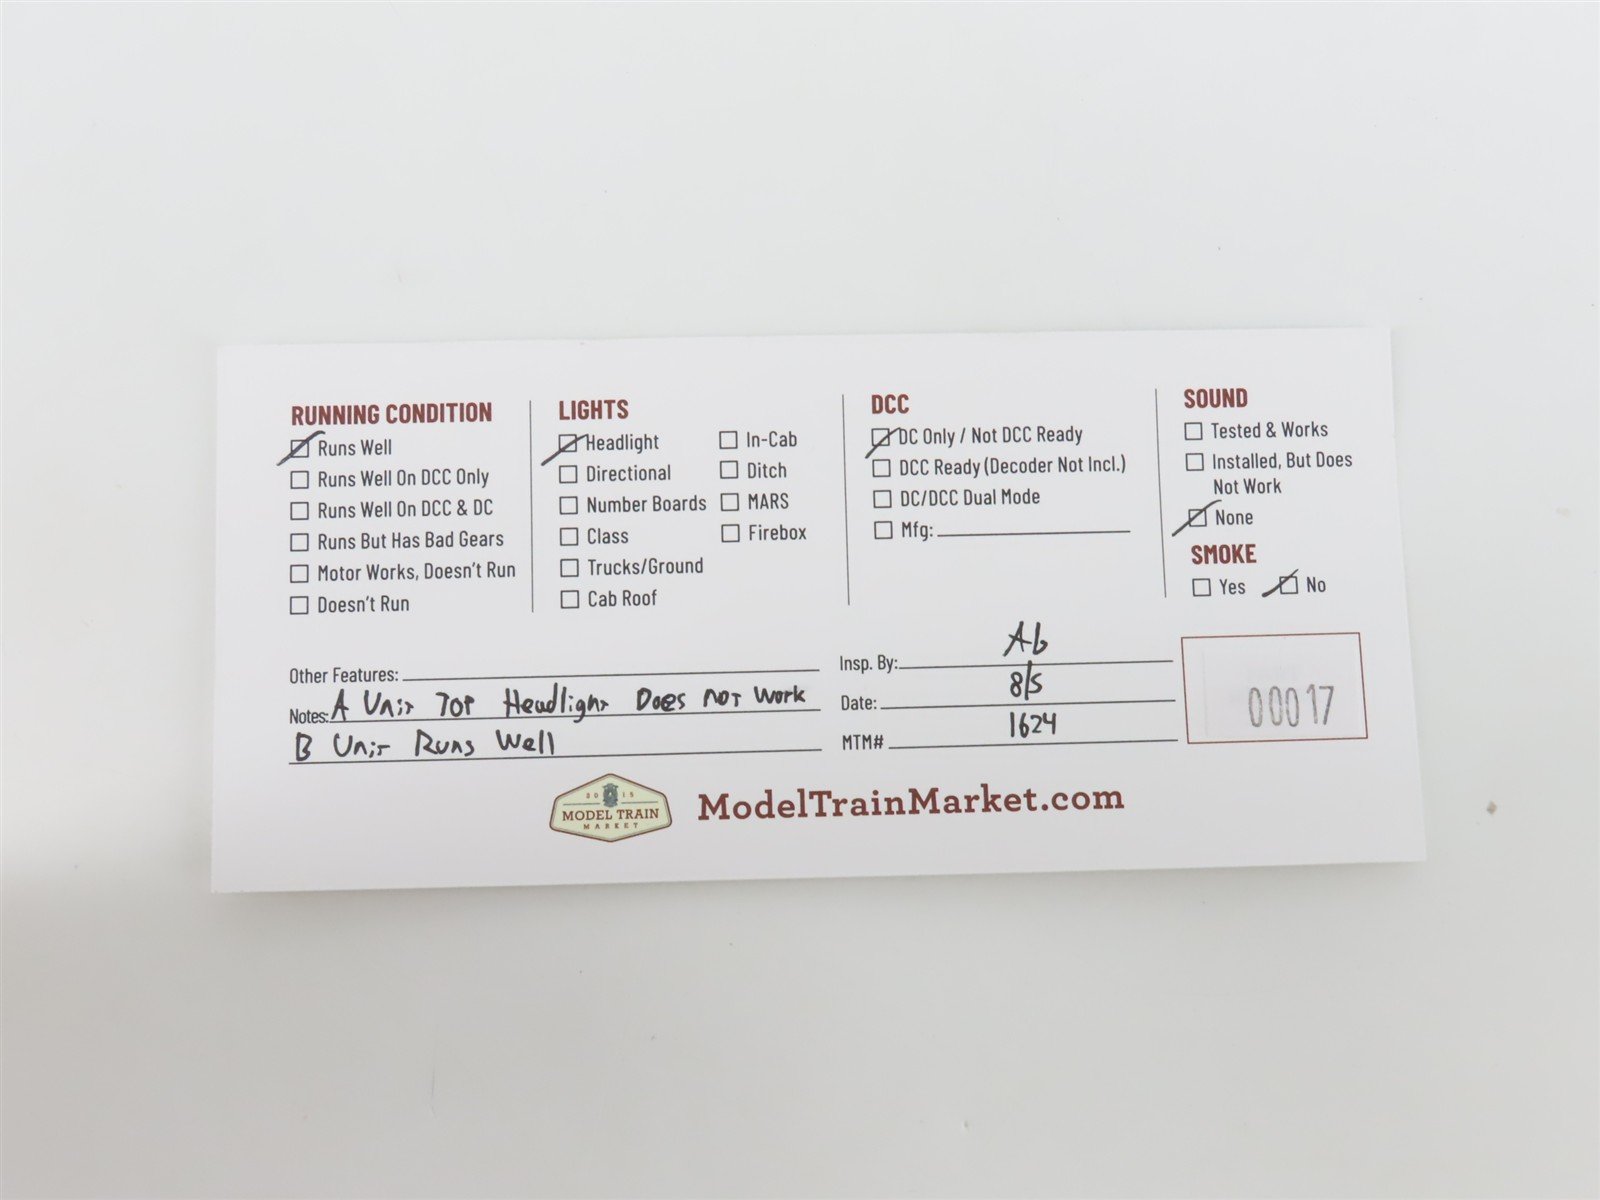 RUNNING CONDITION
Runs Well
Runs Well On DCC Only
Runs Well On DCC & DC
Runs But Has Bad Gears
Motor Works, Doesn't Run
Doesn't Run
LIGHTS
Headlight
Directional
Number Boards
Class
Trucks/Ground
Cab Roof
In-Cab
Ditch
MARS
Firebox
DCC
DC Only / Not DCC Ready
DCC Ready (Decoder Not Incl.)
DC/DCC Dual Mode
Mfg:
SOUND
Tested & Works
Installed, But Does
Not Work
None
SMOKE
Yes No
Other Features:
Notes: A Unit Top Headlight Does not work
B Unit Runs Well
Insp. By: Ab
Date: 8/5
MTM# 1624
00017
2015
MODEL TRAIN
MARKET
ModelTrainMarket.com